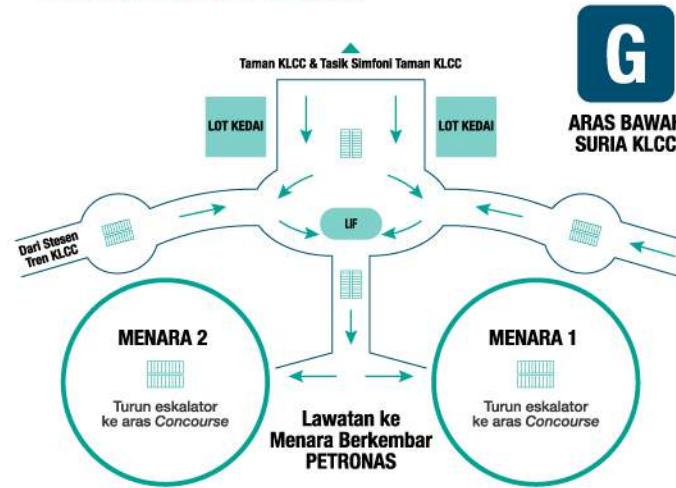 Taman KLCC & Tasik Simfoni Taman KLCC
G
ARAS BAWAH
SURIA KLCC
LOT KEDAI
LOT KEDAI
LIF
Dari Stesen
Tren KLCC
MENARA 2
Turun eskalator
ke aras Concourse
MENARA 1
Turun eskalator
ke aras Concourse
Lawatan ke
Menara Berkembar
PETRONAS